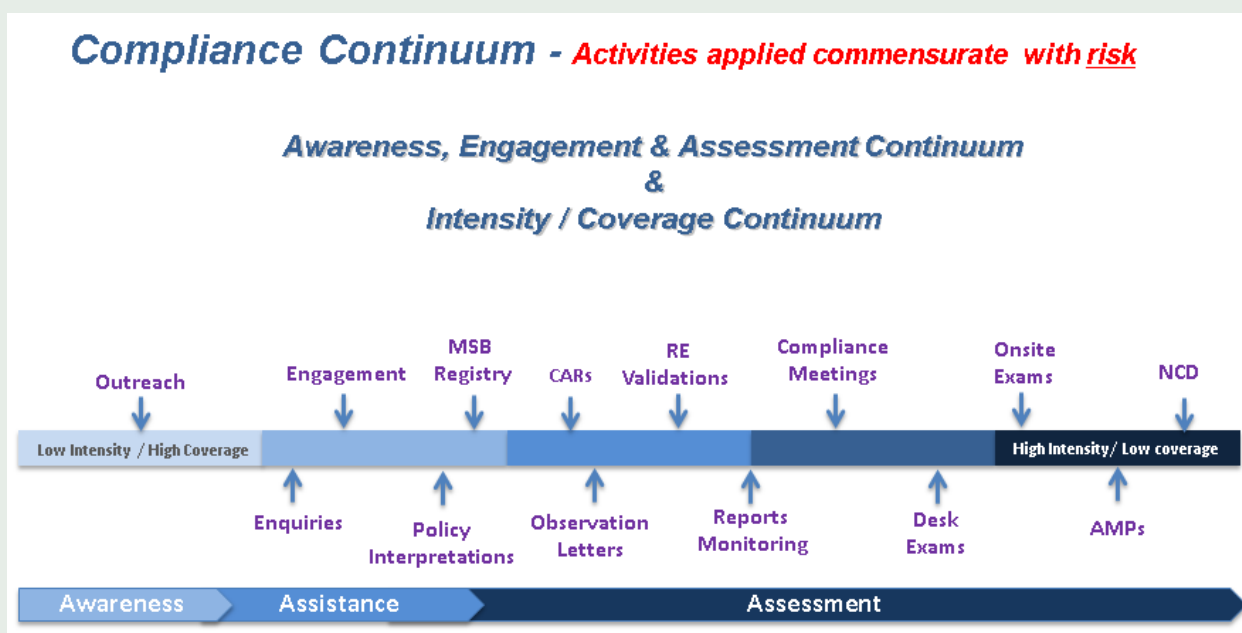 Compliance Continuum - Activities applied commensurate with risk
Awareness, Engagement & Assessment Continuum
&
Intensity / Coverage Continuum
Outreach
Engagement
MSB
Registry
CARs
RE
Validations
Compliance
Meetings
Onsite
Exams
NCD
Low Intensity / High Coverage
High Intensity/ Low coverage
Enquiries
Policy
Interpretations
Observation
Letters
Reports
Monitoring
Desk
Exams
AMPs
Awareness
Assistance
Assessment